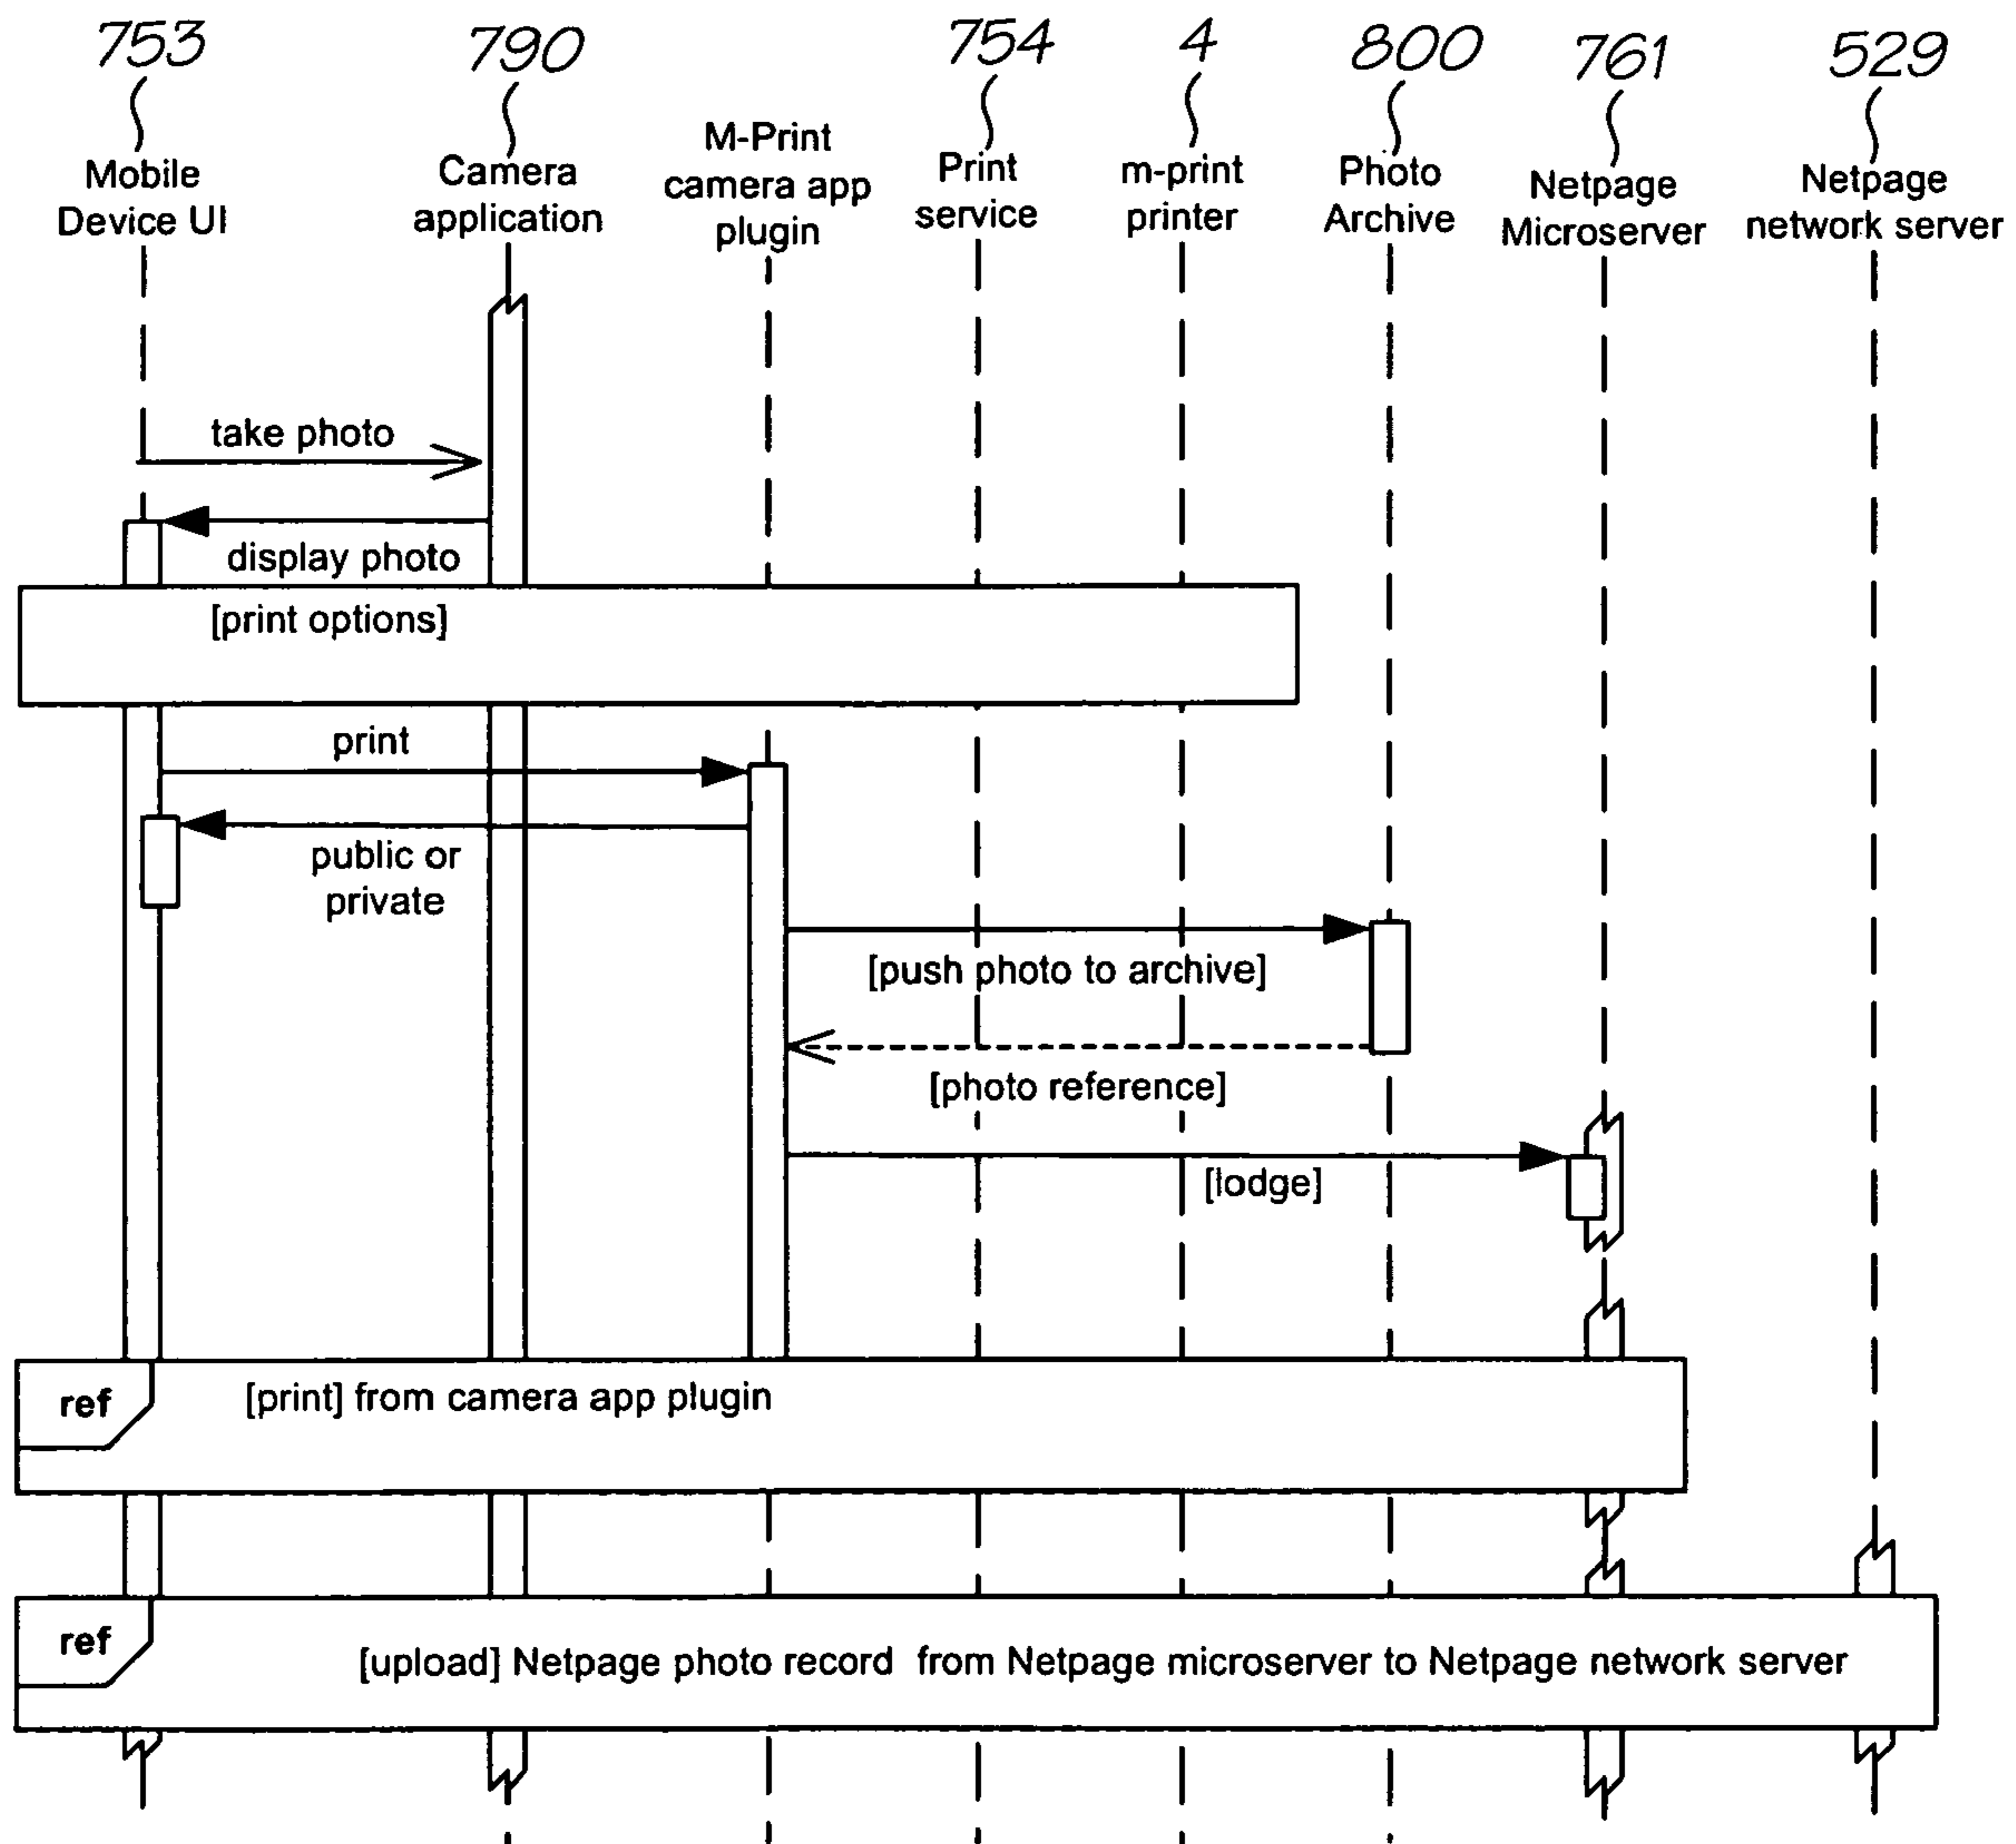 753 790 754 4 800 761 529
Mobile
Device UI
Camera
application
M-Print
camera app
plugin
Print
service
m-print
printer
Photo
Archive
Netpage
Microserver
Netpage
network server
take photo
display photo
[print options]
print
public or
private
[push photo to archive]
[photo reference]
[lodge]
ref
[print] from camera app plugin
ref
[upload] Netpage photo record from Netpage microserver to Netpage network server